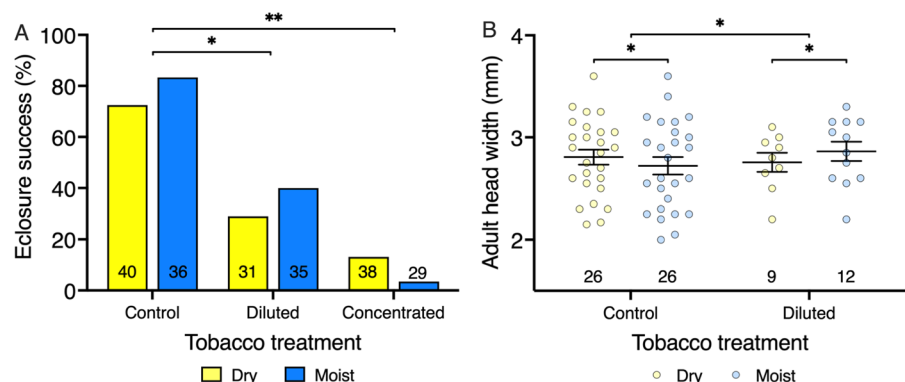 A
**
*
Eclosure success (%)
100
80
60
40
20
0
40 36 31 35 38 29
Control Diluted Concentrated
Tobacco treatment
Dry Moist
B
*
* *
Adult head width (mm)
4
3
2
26 26 9 12
Control Diluted
Tobacco treatment
Dry Moist